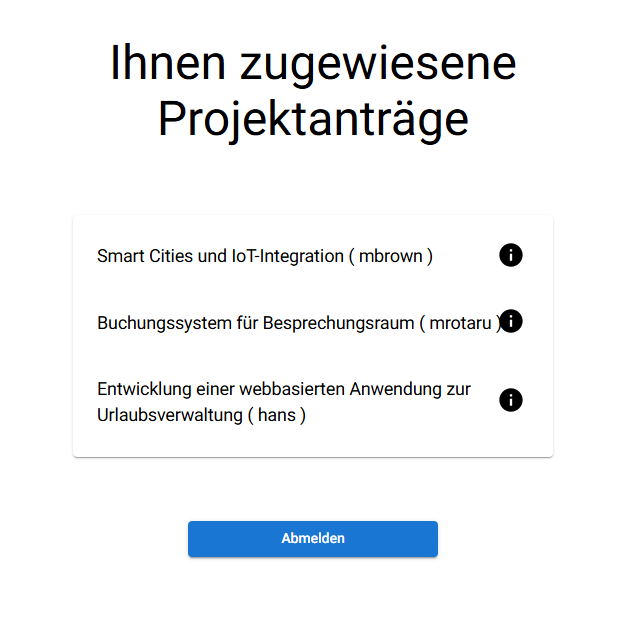 Ihnen zugewiesene
Projektanträge
Smart Cities und IoT-Integration ( mbrown )
Buchungssystem für Besprechungsraum ( mrotaru )
Entwicklung einer webbasierten Anwendung zur
Urlaubsverwaltung ( hans )
Abmelden